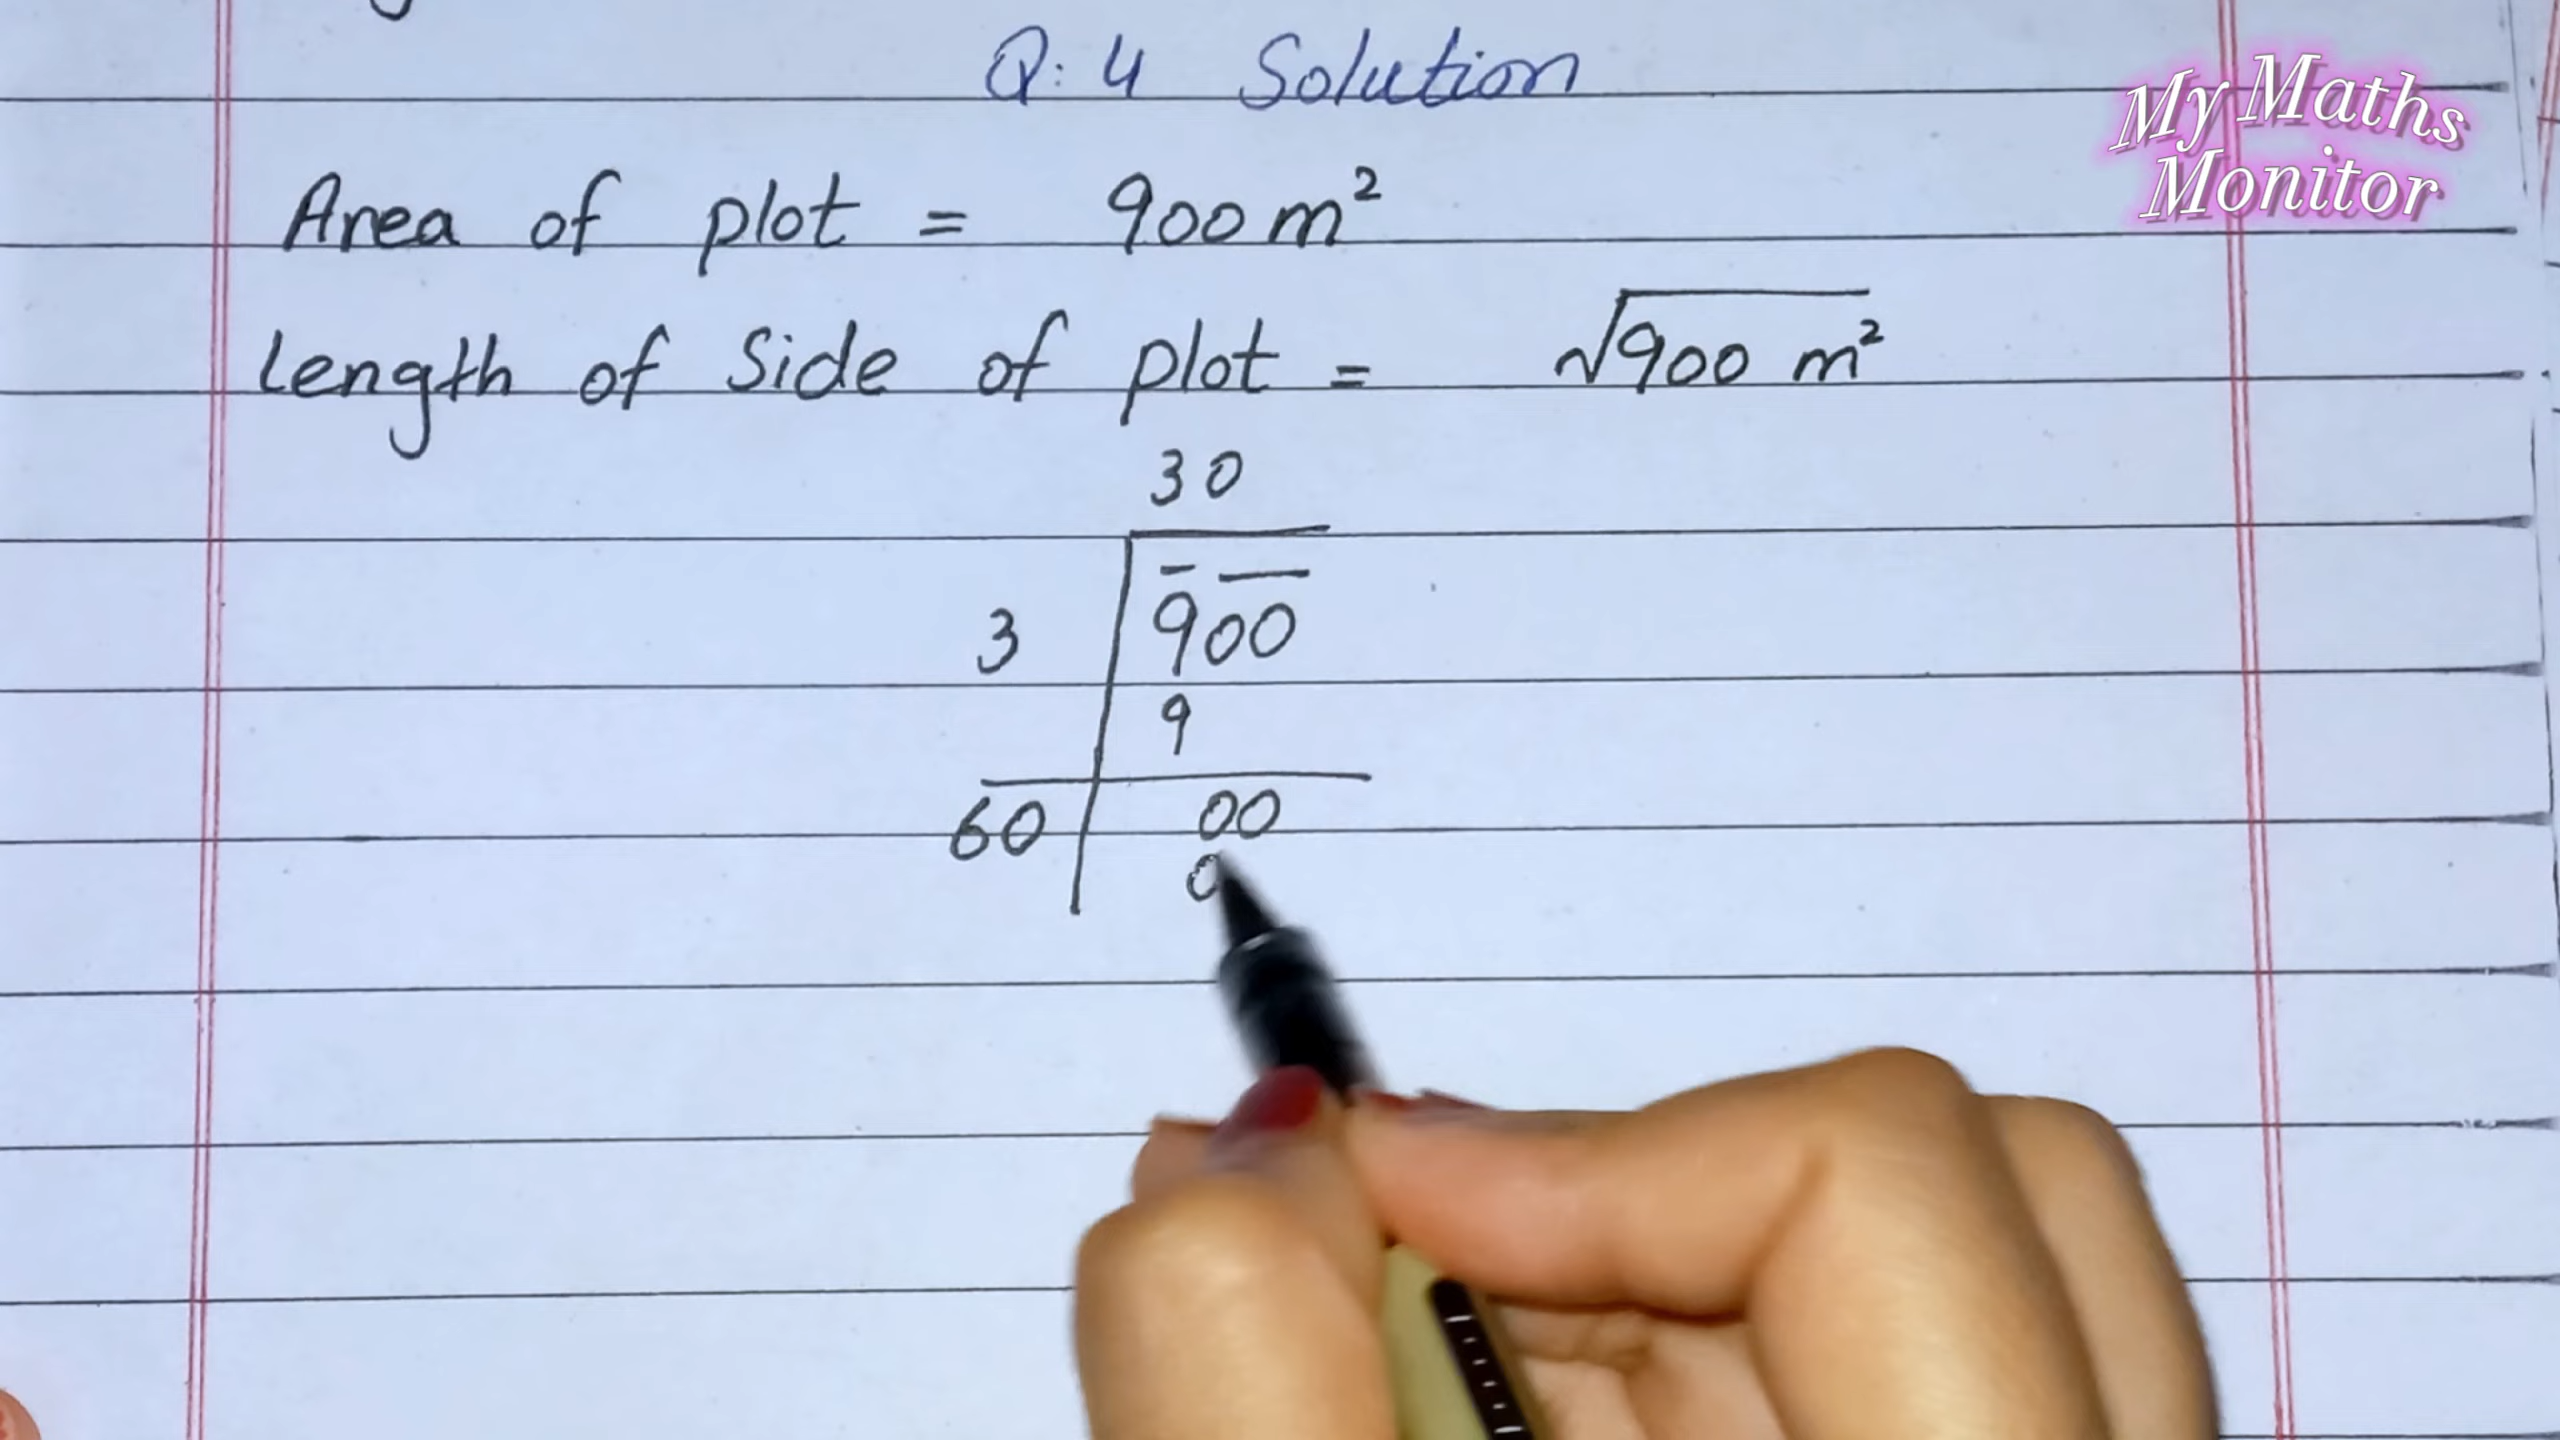 Q: 4 Solution
My Maths
Monitor
Area of plot = 900 m²
Length of Side of plot = √900 m²
30
3 900
9
60 00
0